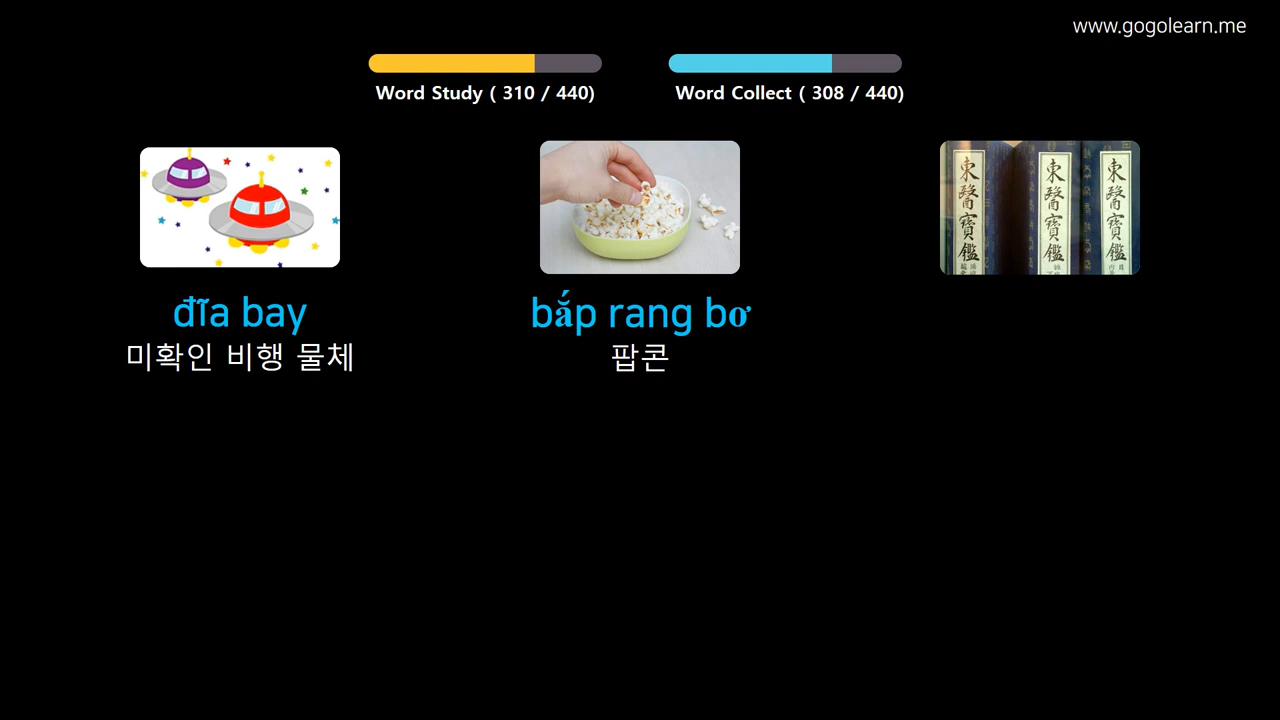 www.gogolearn.me
Word Study ( 310 / 440)
Word Collect ( 308 / 440)
đĩa bay
미확인 비행 물체
bắp rang bơ
팝콘
東醫寶鑑
東醫寶鑑
東醫寶鑑